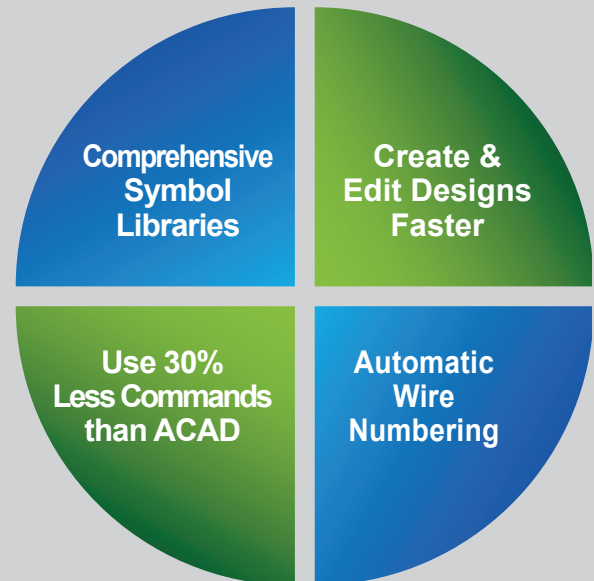 Comprehensive
Symbol
Libraries
Create &
Edit Designs
Faster
Use 30%
Less Commands
than ACAD
Automatic
Wire
Numbering